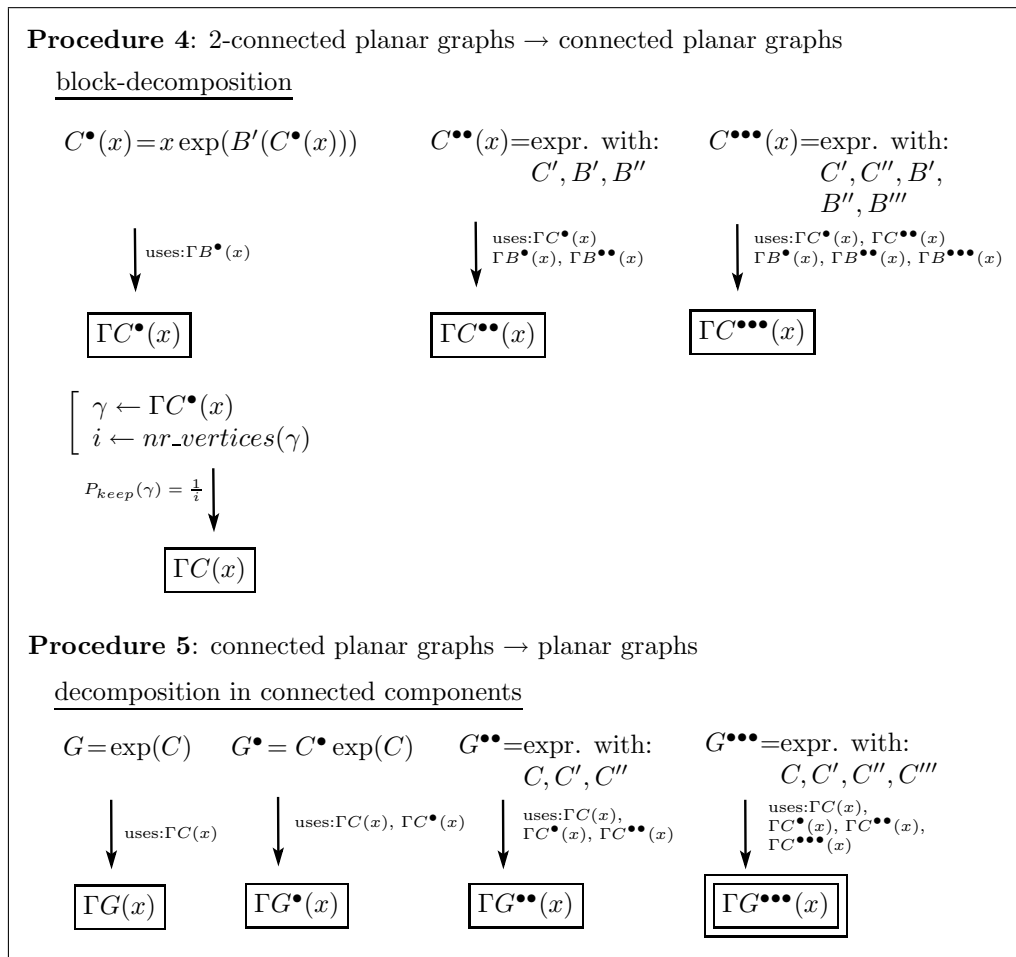 Procedure 4: 2-connected planar graphs → connected planar graphs
block-decomposition
C•(x)=x exp(B′(C•(x)))
C••(x)=expr. with:
C′, B′, B′′
C•••(x)=expr. with:
C′, C′′, B′,
B′′, B′′′
uses:ΓB•(x)
uses:ΓC•(x)
ΓB•(x), ΓB••(x)
uses:ΓC•(x), ΓC••(x)
ΓB•(x), ΓB••(x), ΓB•••(x)
ΓC•(x)
ΓC••(x)
ΓC•••(x)
γ ← ΓC•(x)
i ← nr_vertices(γ)
P_keep(γ) = 1/i
ΓC(x)
Procedure 5: connected planar graphs → planar graphs
decomposition in connected components
G=exp(C)
G•= C• exp(C)
G••=expr. with:
C, C′, C′′
G•••=expr. with:
C, C′, C′′, C′′′
uses:ΓC(x)
uses:ΓC(x), ΓC•(x)
uses:ΓC(x),
ΓC•(x), ΓC••(x)
uses:ΓC(x),
ΓC•(x), ΓC••(x),
ΓC•••(x)
ΓG(x)
ΓG•(x)
ΓG••(x)
ΓG•••(x)